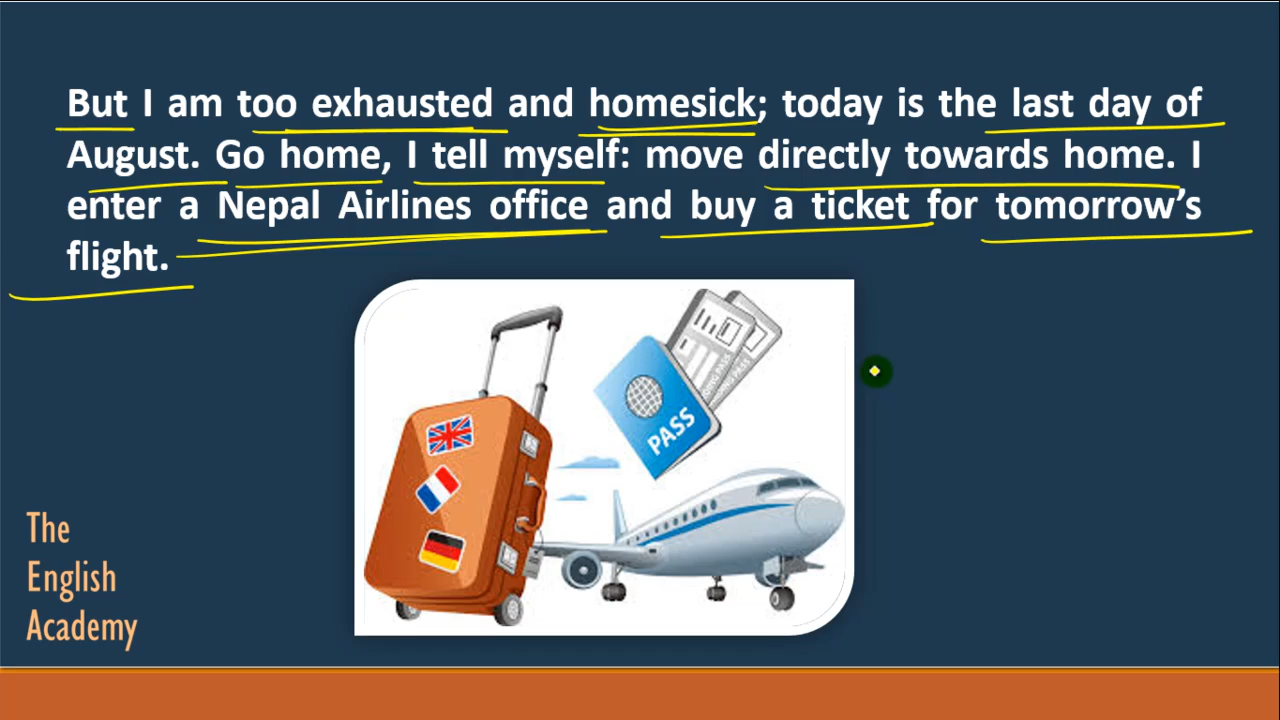 But I am too exhausted and homesick; today is the last day of
August. Go home, I tell myself: move directly towards home. I
enter a Nepal Airlines office and buy a ticket for tomorrow’s
flight.
PASS
The
English
Academy